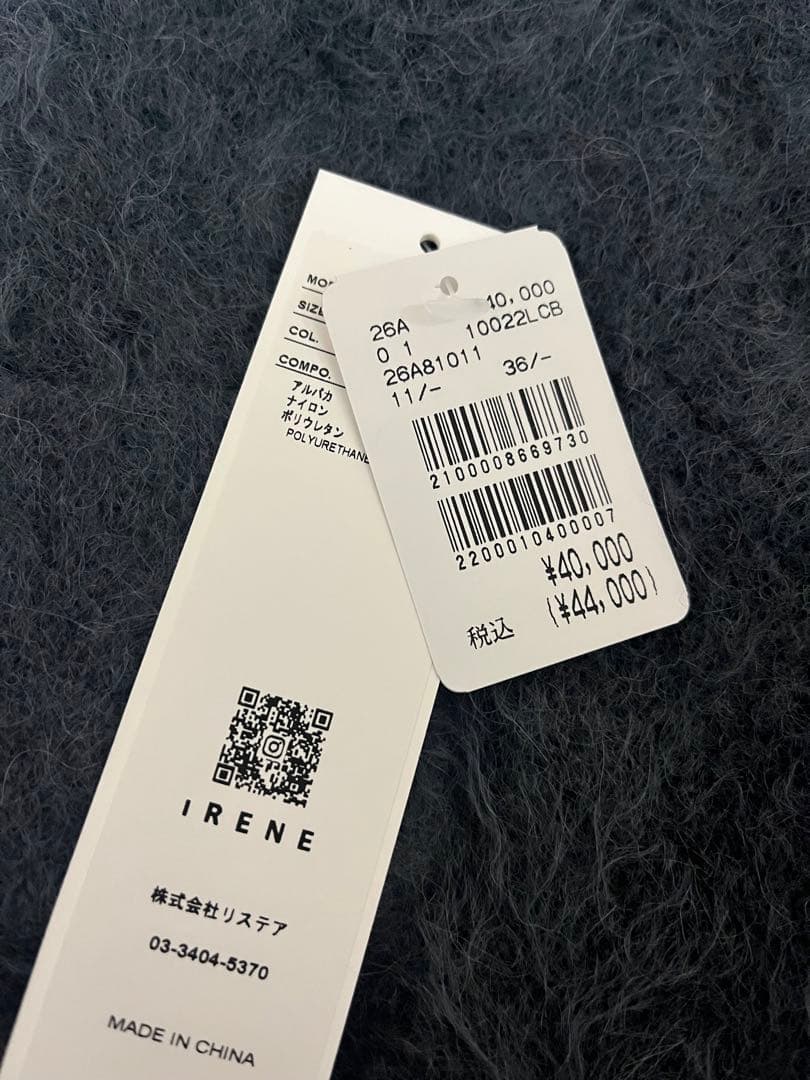 SIZE
COL.
COMPO.
アルパカ
ナイロン
ポリウレタン
POLYURETHANE
IRENE
株式会社リステア
03-3404-5370
MADE IN CHINA
26A 40,000
0 1 10022LCB
26A81011
11/- 36/-
2100008669730
2200010400007
¥40,000
税込 (¥44,000)